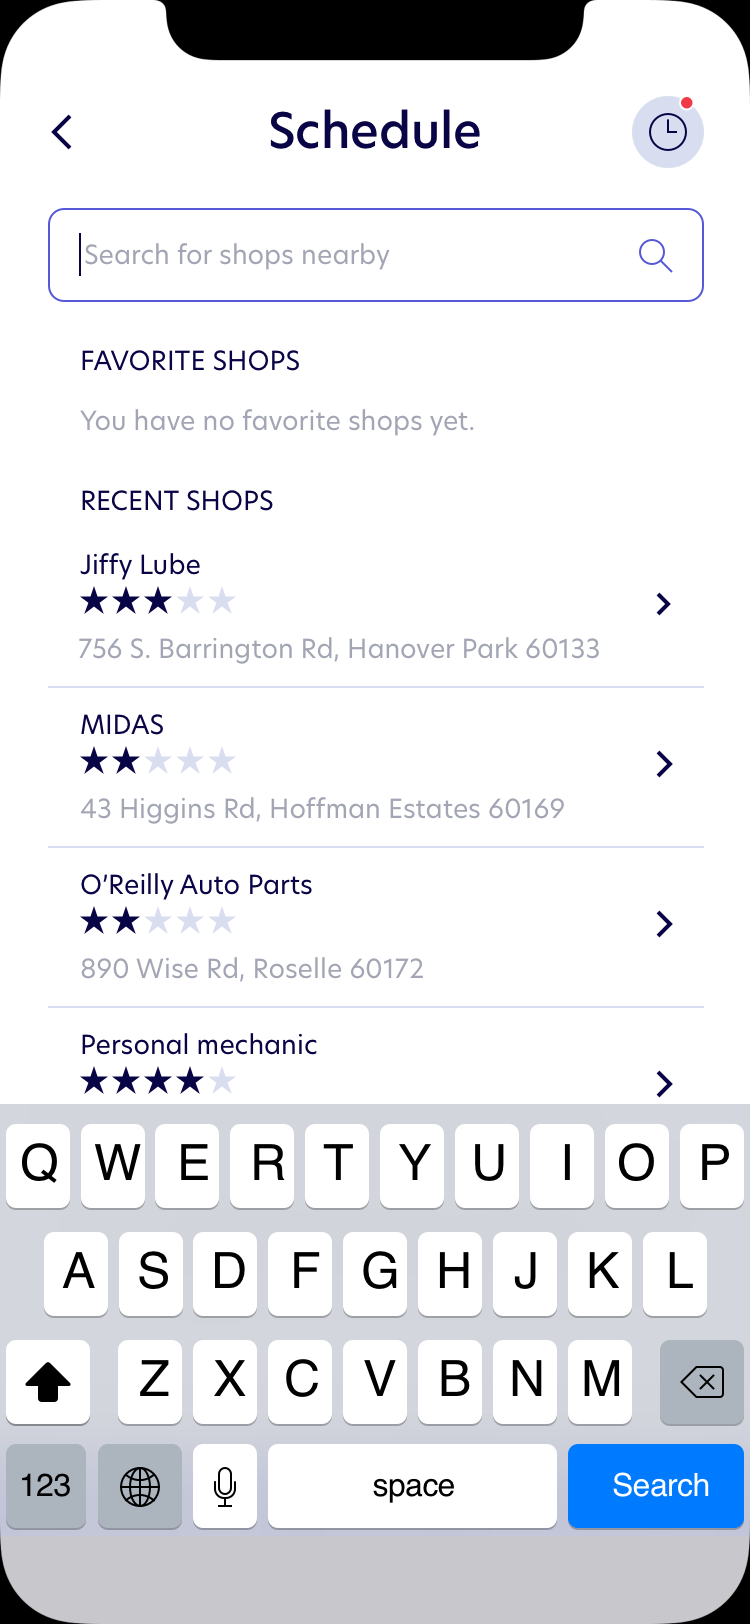 Schedule
Search for shops nearby
FAVORITE SHOPS
You have no favorite shops yet.
RECENT SHOPS
Jiffy Lube
756 S. Barrington Rd, Hanover Park 60133
MIDAS
43 Higgins Rd, Hoffman Estates 60169
O’Reilly Auto Parts
890 Wise Rd, Roselle 60172
Personal mechanic
Q W E R T Y U I O P
A S D F G H J K L
Z X C V B N M
123 space Search